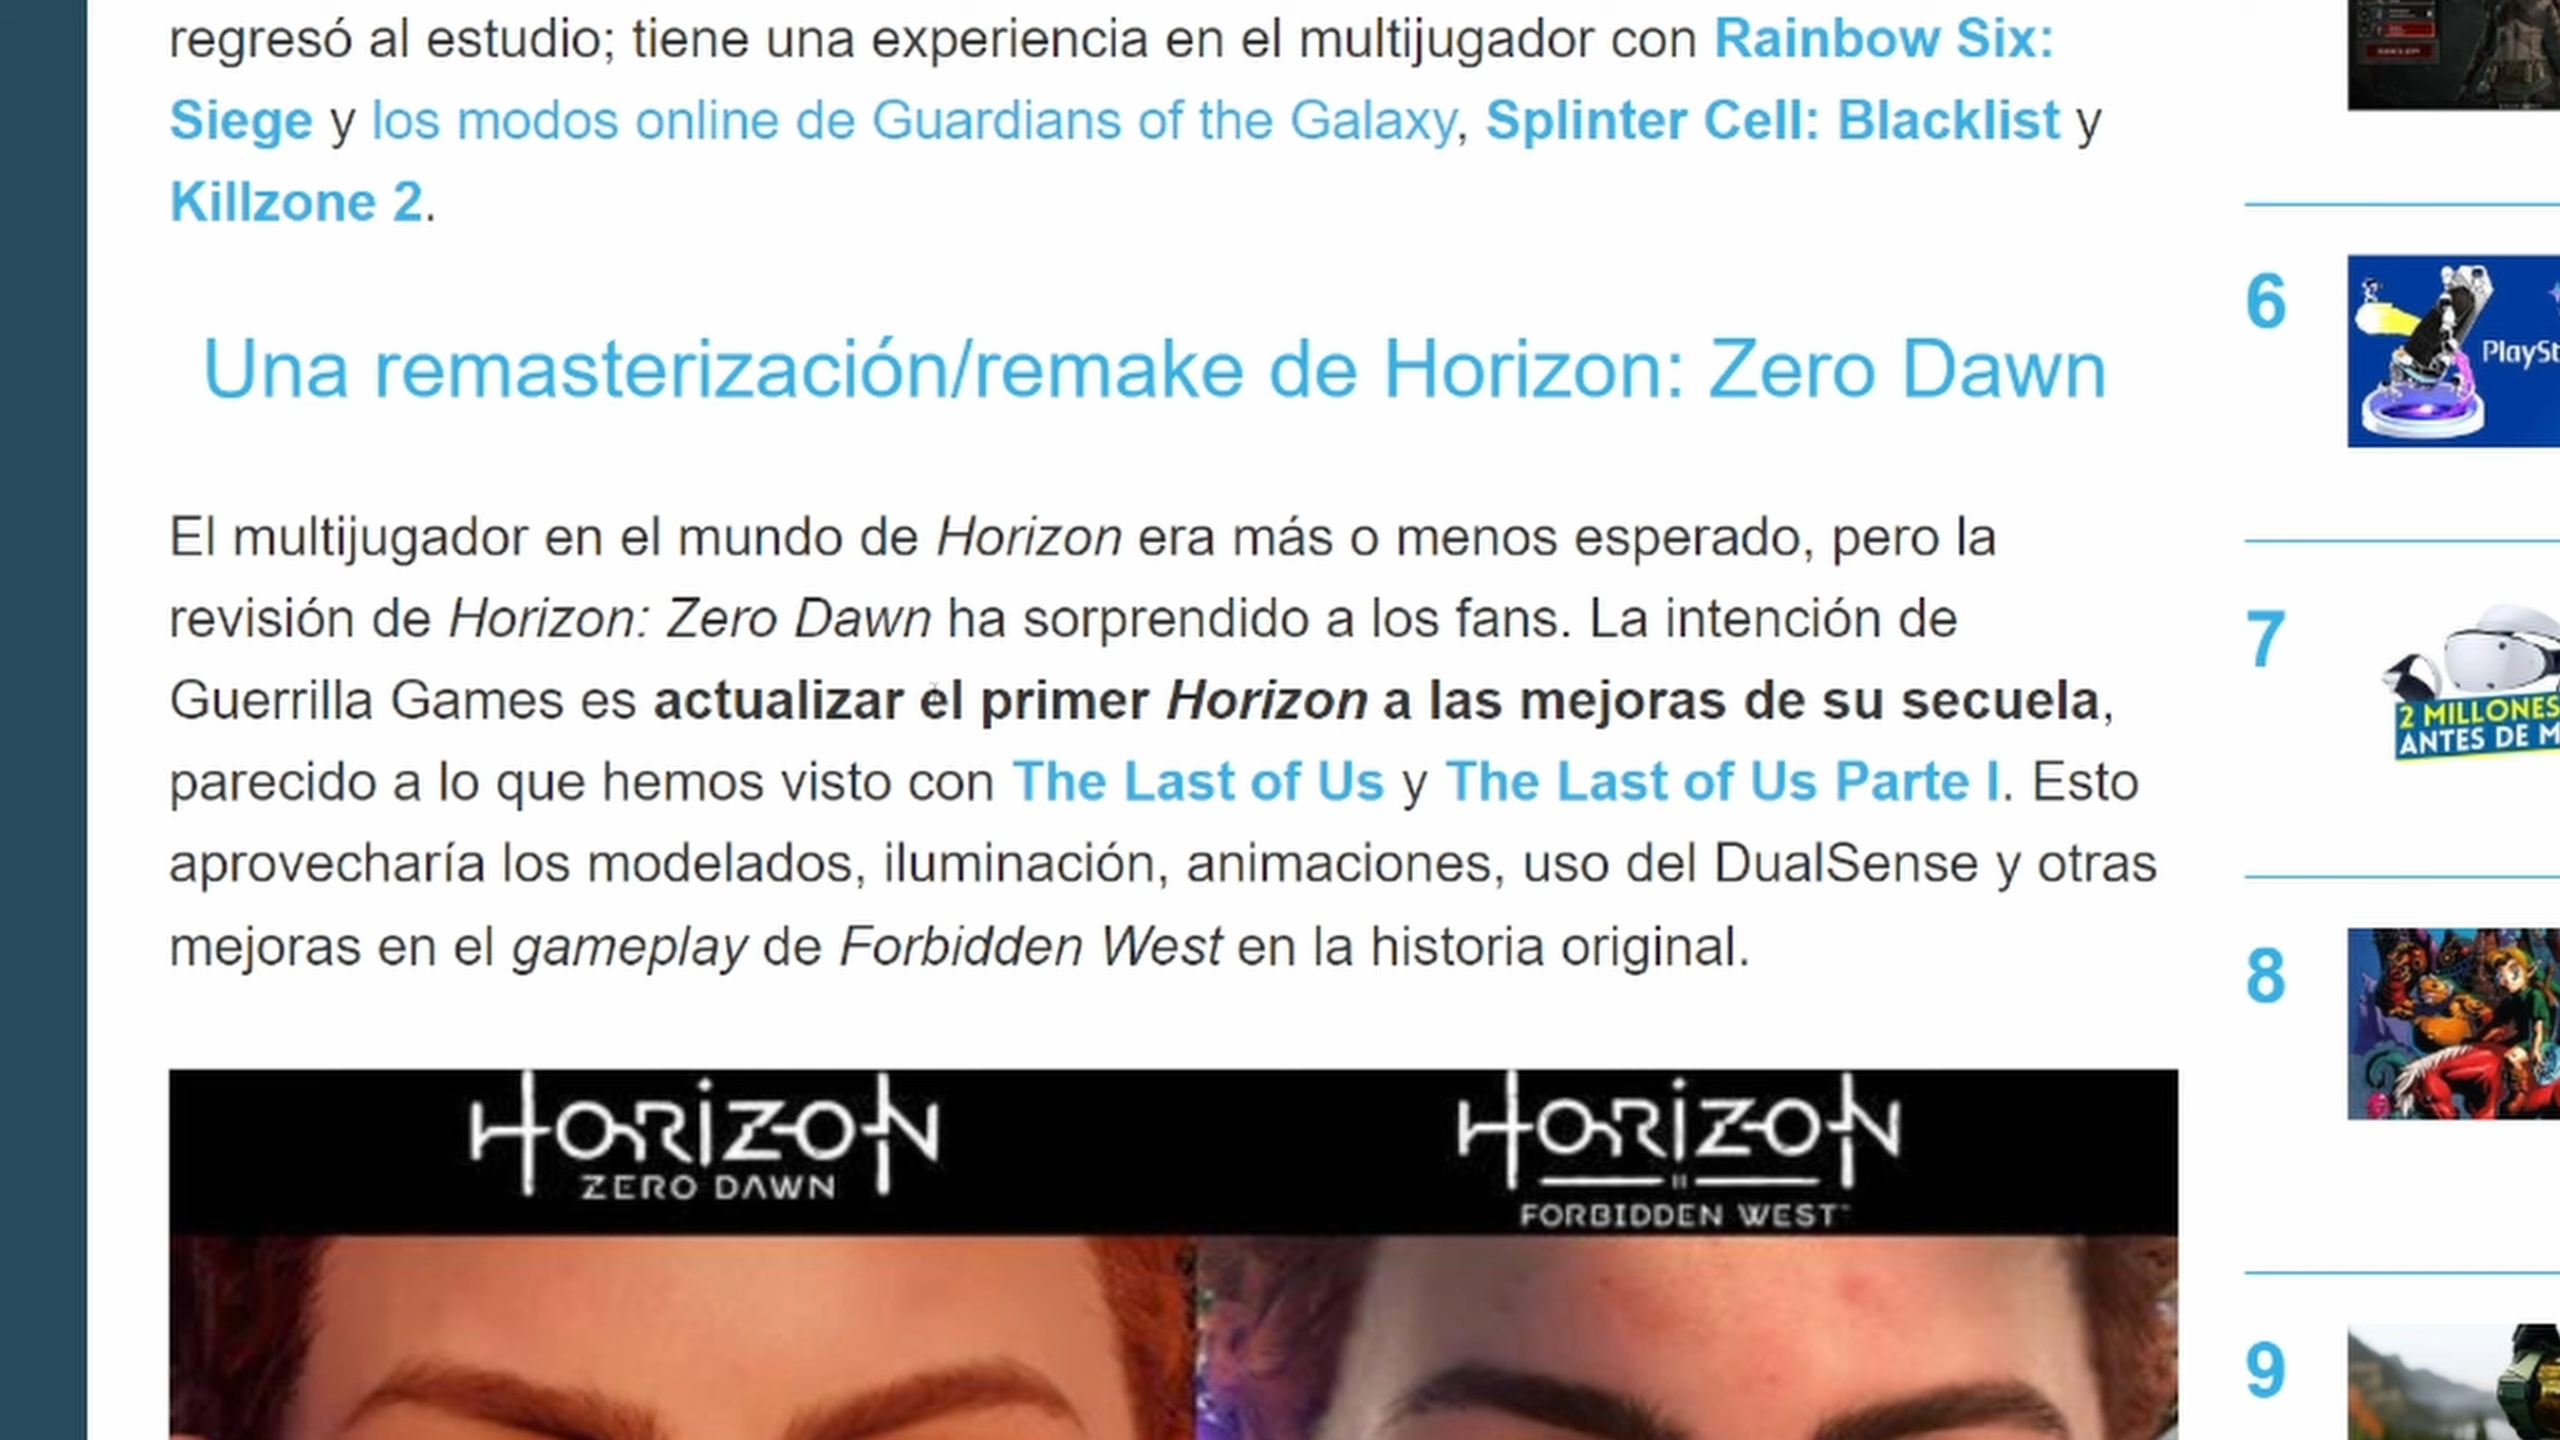 regresó al estudio; tiene una experiencia en el multijugador con Rainbow Six:
Siege y los modos online de Guardians of the Galaxy, Splinter Cell: Blacklist y
Killzone 2.
Una remasterización/remake de Horizon: Zero Dawn
El multijugador en el mundo de Horizon era más o menos esperado, pero la
revisión de Horizon: Zero Dawn ha sorprendido a los fans. La intención de
Guerrilla Games es actualizar el primer Horizon a las mejoras de su secuela,
parecido a lo que hemos visto con The Last of Us y The Last of Us Parte I. Esto
aprovecharía los modelados, iluminación, animaciones, uso del DualSense y otras
mejoras en el gameplay de Forbidden West en la historia original.
HORIZON
ZERO DAWN
HORIZON
II
FORBIDDEN WEST
6
PlaySt
7
2 MILLONES
ANTES DE M
8
9